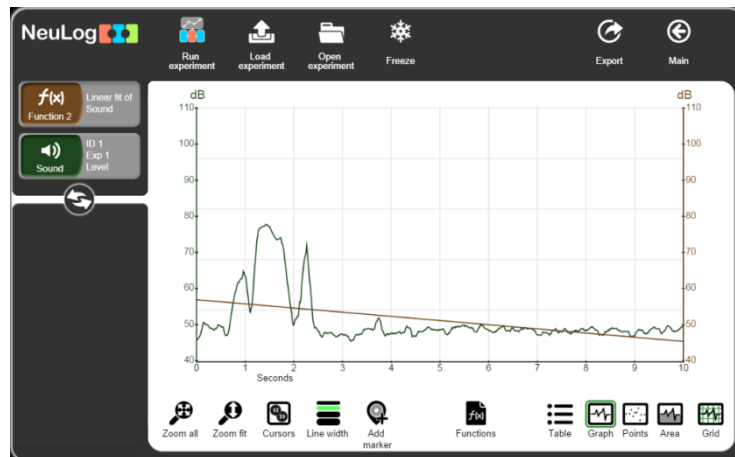 NeuLog
Run
experiment
Load
experiment
Open
experiment
Freeze
Export
Main
f(x)
Function 2
Linear fit of
Sound
Sound
ID 1
Exp 1
Level
dB
110
100
90
80
70
60
50
40
dB
110
100
90
80
70
60
50
40
0 1 2 3 4 5 6 7 8 9 10
Seconds
Zoom all
Zoom fit
Cursors
Line width
Add
marker
f(x)
Functions
Table
Graph
Points
Area
Grid